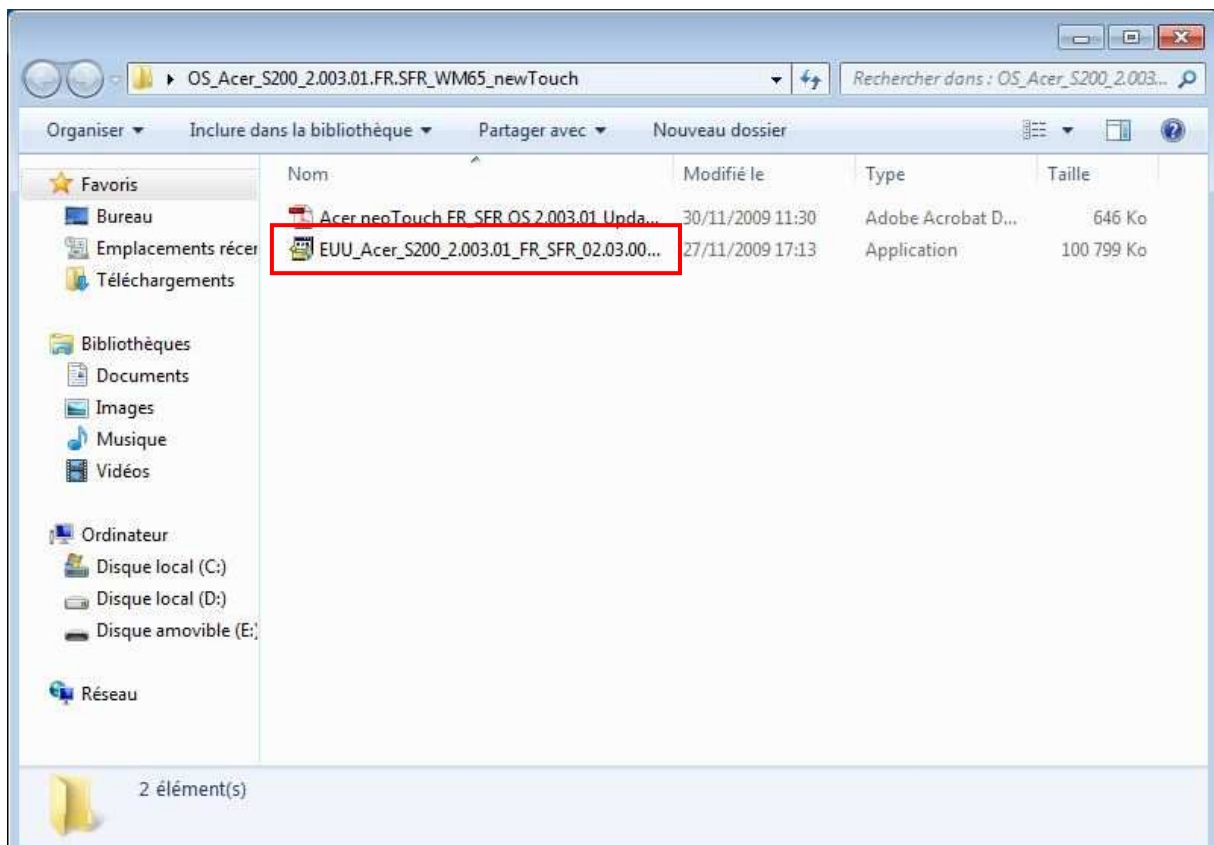 OS_Acer_S200_2.003.01.FR.SFR_WM65_newTouch
Rechercher dans : OS_Acer_S200_2.003...
Organiser
Inclure dans la bibliothèque
Partager avec
Nouveau dossier
Nom Modifié le Type Taille
Acer neoTouch FR_SFR OS 2.003.01 Upda... 30/11/2009 11:30 Adobe Acrobat D... 646 Ko
EUU_Acer_S200_2.003.01_FR_SFR_02.03.00... 27/11/2009 17:13 Application 100 799 Ko
Favoris
Bureau
Emplacements récer
Téléchargements
Bibliothèques
Documents
Images
Musique
Vidéos
Ordinateur
Disque local (C:)
Disque local (D:)
Disque amovible (E:)
Réseau
2 élément(s)